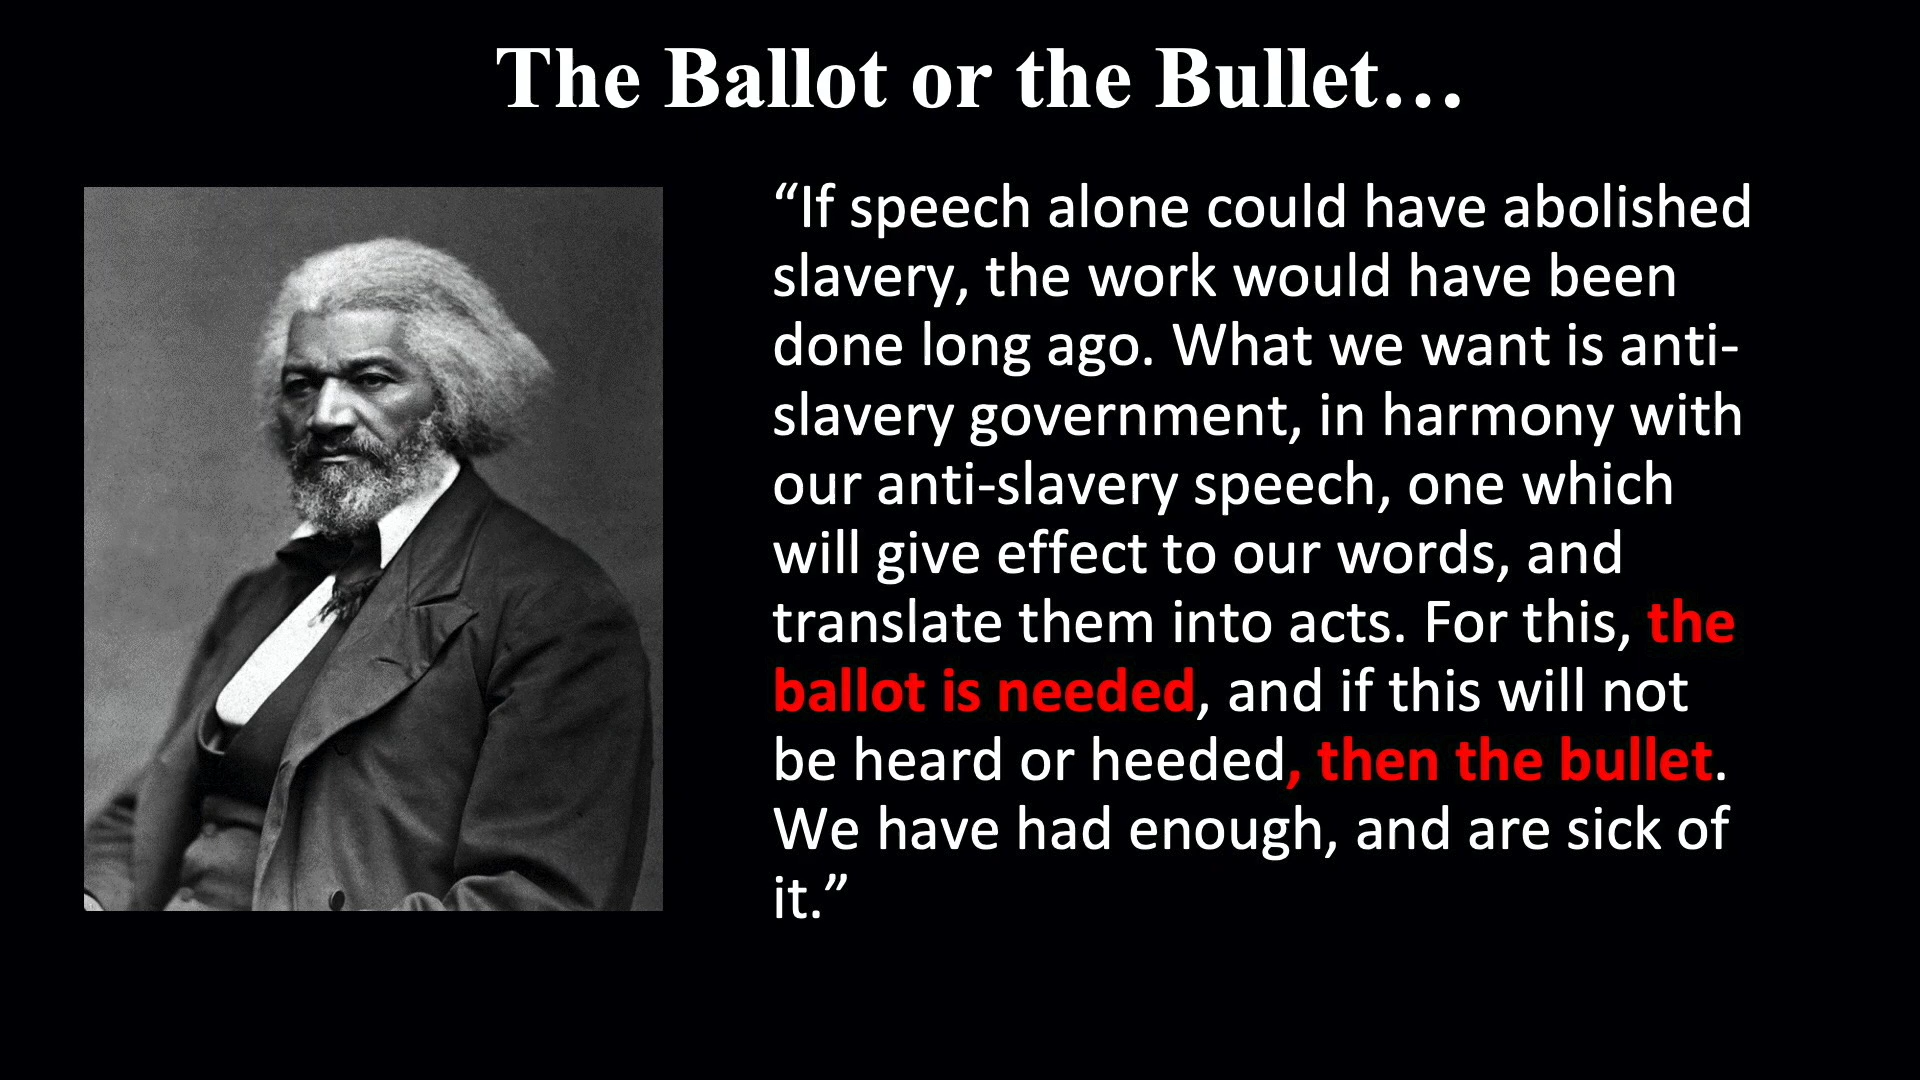 The Ballot or the Bullet…
“If speech alone could have abolished
slavery, the work would have been
done long ago. What we want is anti-
slavery government, in harmony with
our anti-slavery speech, one which
will give effect to our words, and
translate them into acts. For this, the
ballot is needed, and if this will not
be heard or heeded, then the bullet.
We have had enough, and are sick of
it.”